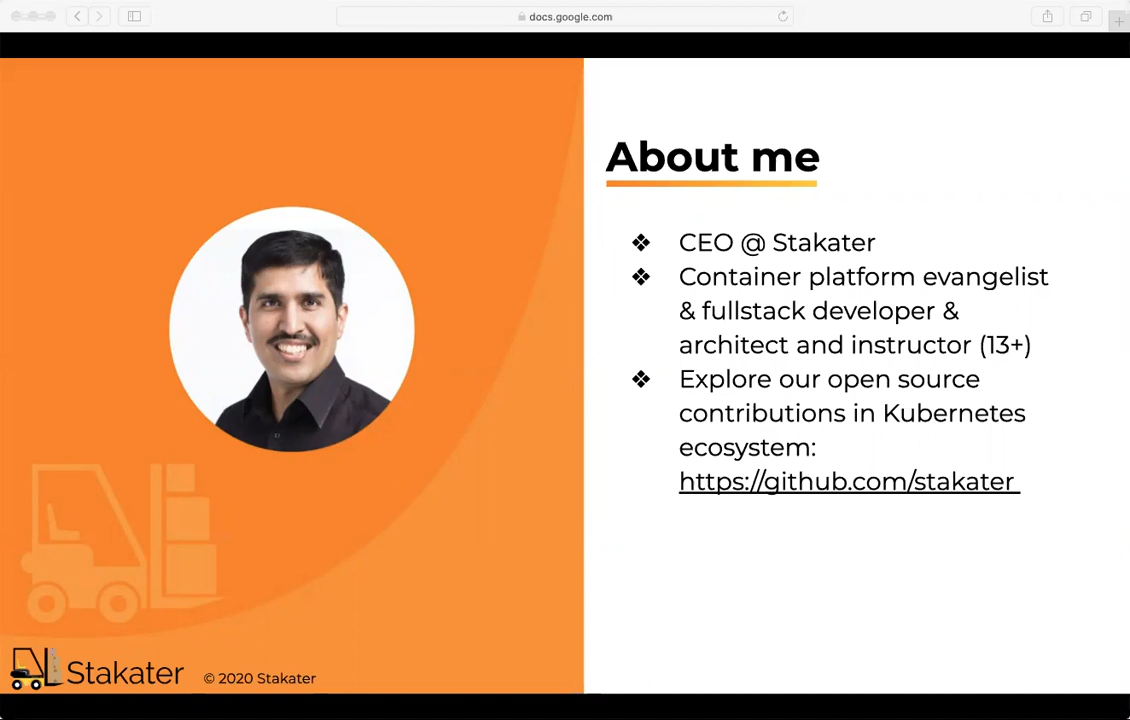 docs.google.com
About me
❖ CEO @ Stakater
❖ Container platform evangelist
& fullstack developer &
architect and instructor (13+)
❖ Explore our open source
contributions in Kubernetes
ecosystem:
https://github.com/stakater
Stakater © 2020 Stakater